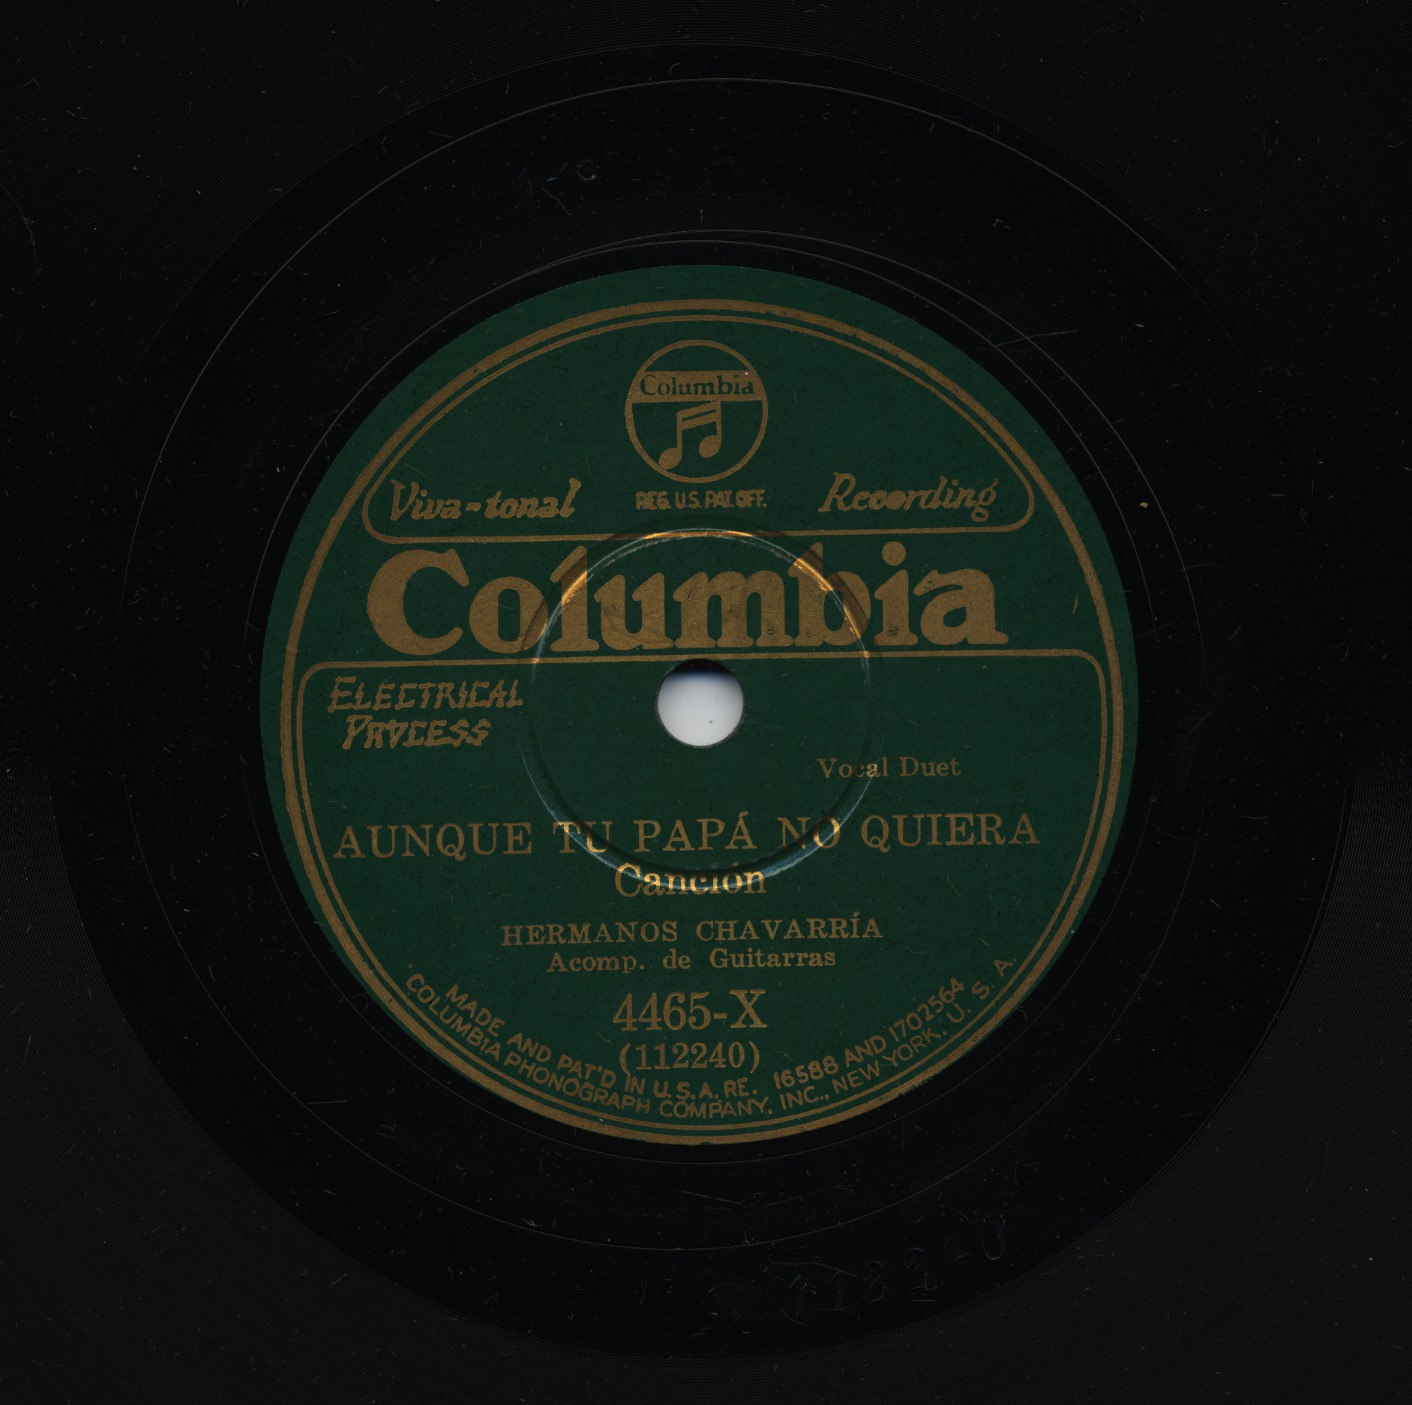 Columbia
REG. U.S. PAT. OFF.
Viva-tonal Recording
Columbia
ELECTRICAL
PROCESS
Vocal Duet
AUNQUE TU PAPÁ NO QUIERA
Canción
HERMANOS CHAVARRÍA
Acomp. de Guitarras
4465-X
(112240)
MADE AND PAT'D IN U.S.A. RE. 16588 AND 1702564
COLUMBIA PHONOGRAPH COMPANY, INC., NEW YORK, U. S. A.
112240